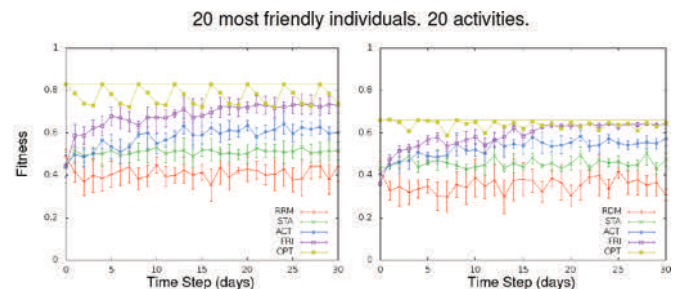 20 most friendly individuals. 20 activities.
Fitness
1
0.8
0.6
0.4
0.2
0
0 5 10 15 20 25 30
Time Step (days)
RRM
STA
ACT
FRI
OPT
1
0.8
0.6
0.4
0.2
0
0 5 10 15 20 25 30
Time Step (days)
RDM
STA
ACT
FRI
OPT